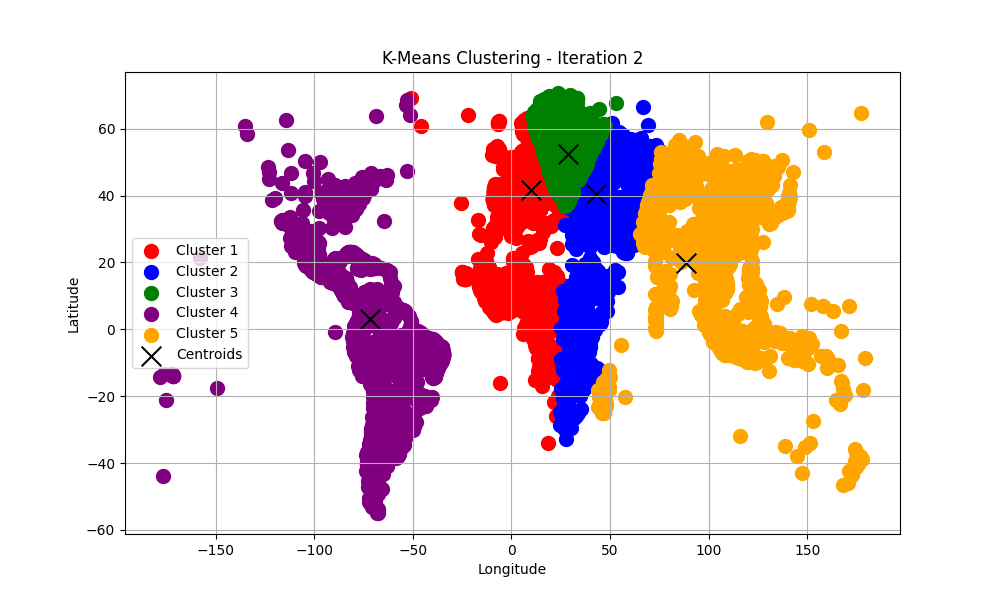 K-Means Clustering - Iteration 2
Latitude
60
40
20
0
−20
−40
−60
Cluster 1
Cluster 2
Cluster 3
Cluster 4
Cluster 5
Centroids
−150 −100 −50 0 50 100 150
Longitude